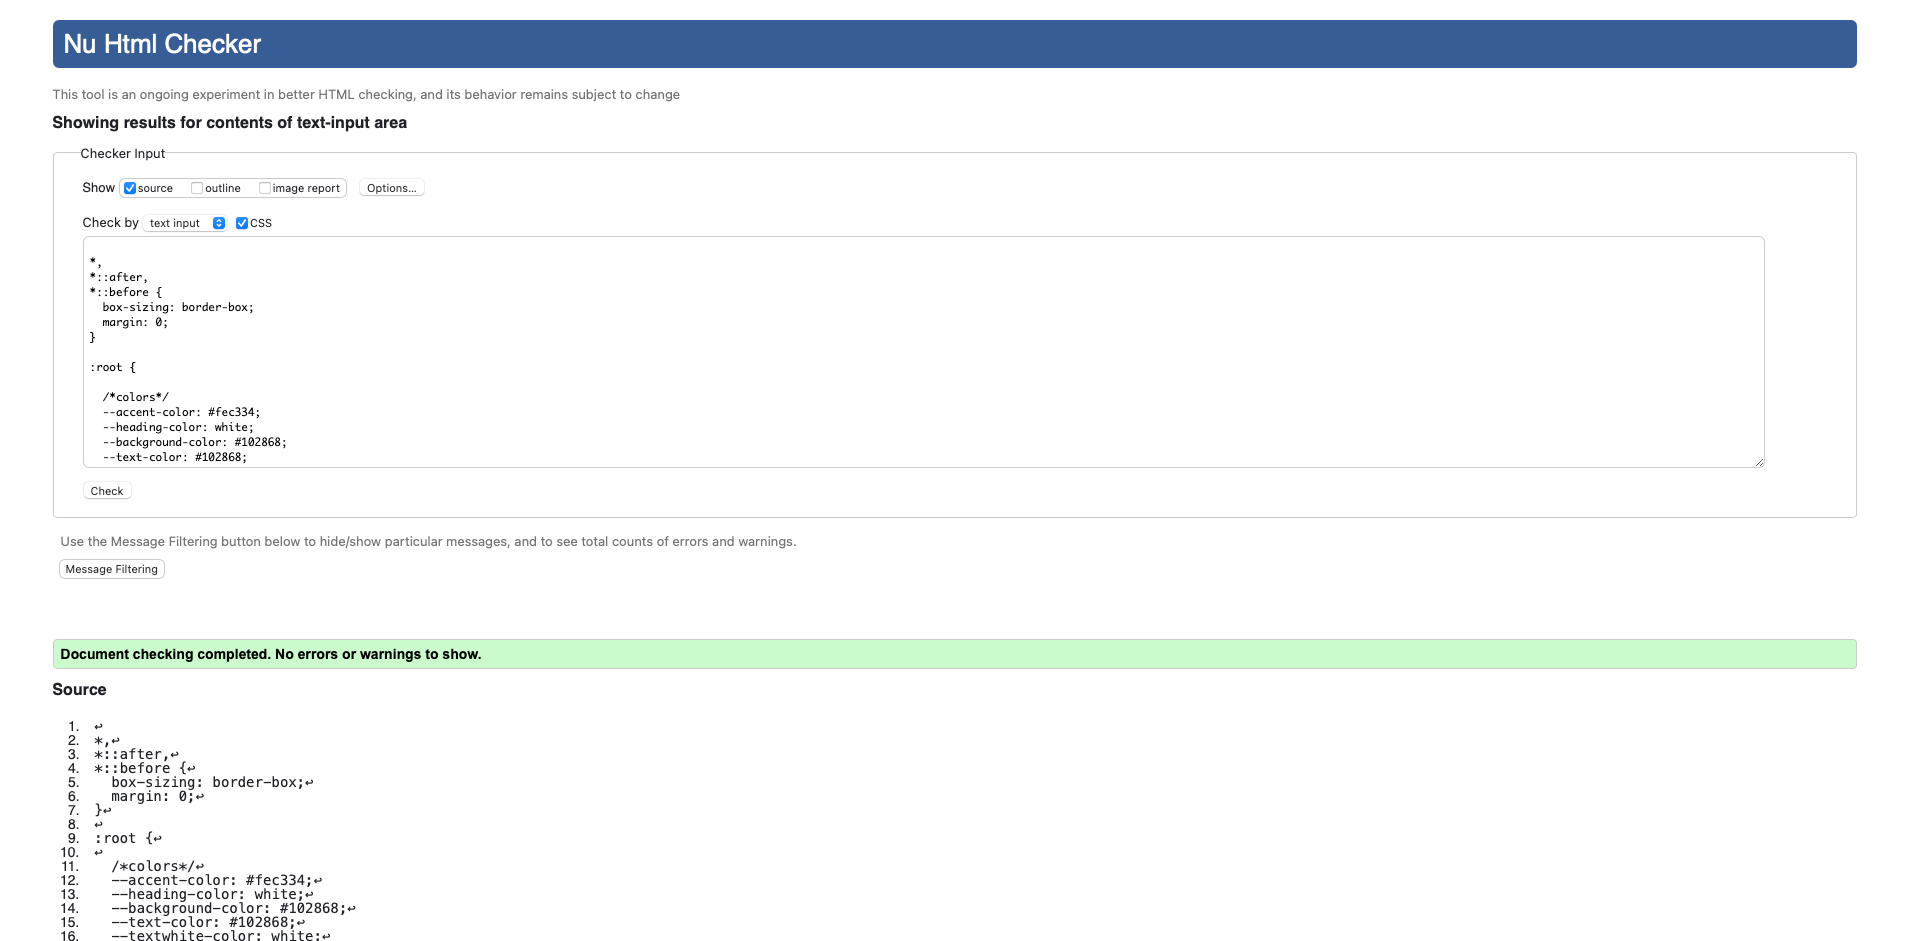 Nu Html Checker
This tool is an ongoing experiment in better HTML checking, and its behavior remains subject to change
Showing results for contents of text-input area
Checker Input
Show source outline image report Options...
Check by text input CSS
*,
*::after,
*::before {
  box-sizing: border-box;
  margin: 0;
}
:root {
  /*colors*/
  --accent-color: #fec334;
  --heading-color: white;
  --background-color: #102868;
  --text-color: #102868;
Check
Use the Message Filtering button below to hide/show particular messages, and to see total counts of errors and warnings.
Message Filtering
Document checking completed. No errors or warnings to show.
Source
1. ↩
2. *,↩
3. *::after,↩
4. *::before {↩
5.   box-sizing: border-box;↩
6.   margin: 0;↩
7. }↩
8. ↩
9. :root {↩
10. ↩
11.   /*colors*/↩
12.   --accent-color: #fec334;↩
13.   --heading-color: white;↩
14.   --background-color: #102868;↩
15.   --text-color: #102868;↩
16.   --textwhite-color: white;↩